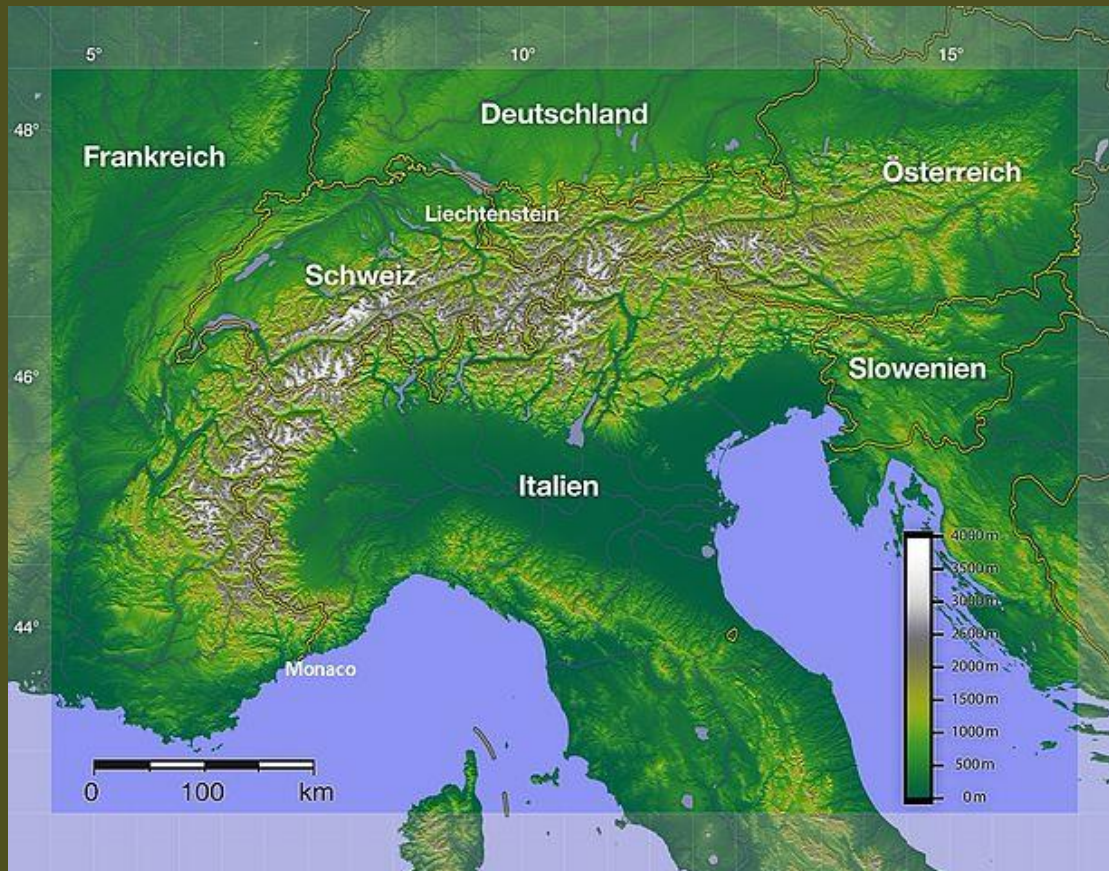 5°
10°
15°
48°
Deutschland
Frankreich
Österreich
Liechtenstein
Schweiz
46°
Slowenien
Italien
4000 m
3500 m
3000 m
2600 m
2000 m
1500 m
1000 m
500 m
0 m
44°
Monaco
0 100 km